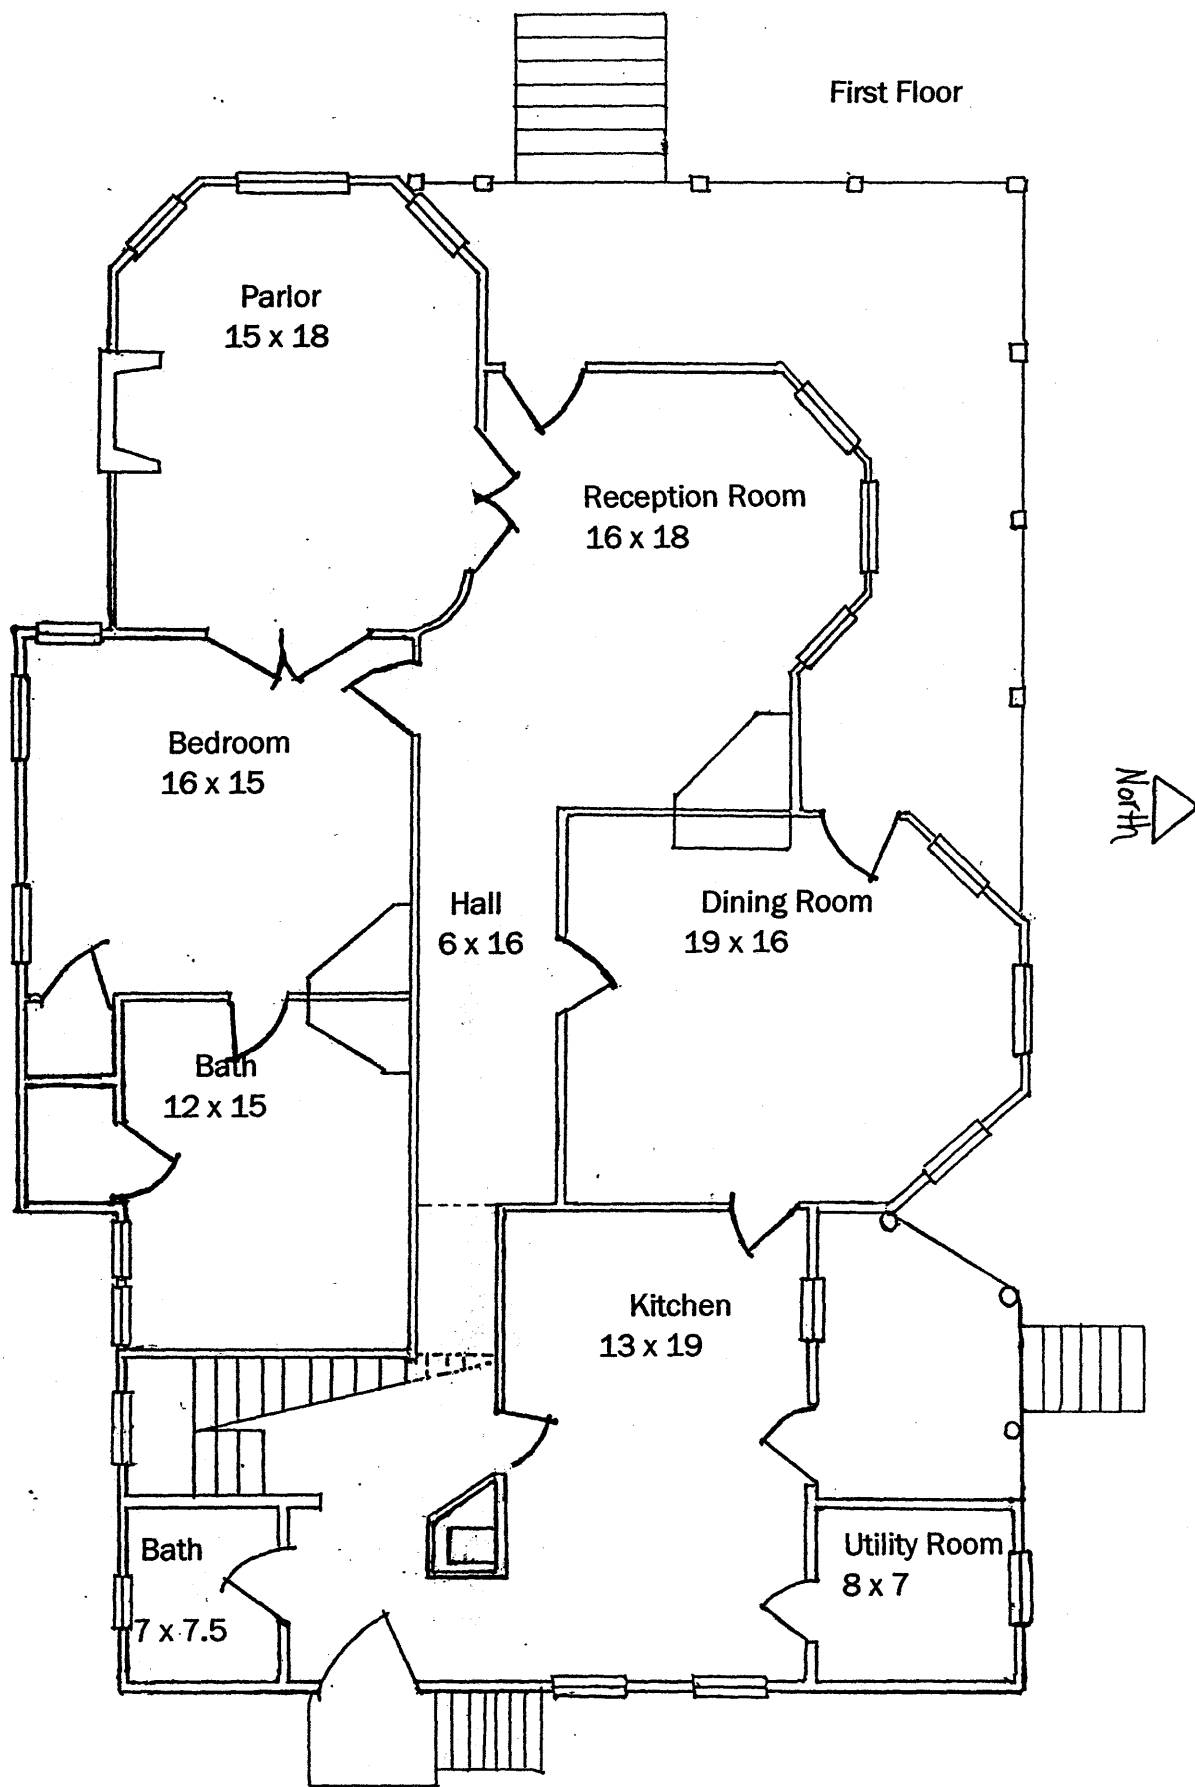 First Floor
Parlor
15 x 18
Reception Room
16 x 18
Bedroom
16 x 15
North
Hall
6 x 16
Dining Room
19 x 16
Bath
12 x 15
Kitchen
13 x 19
Bath
7 x 7.5
Utility Room
8 x 7